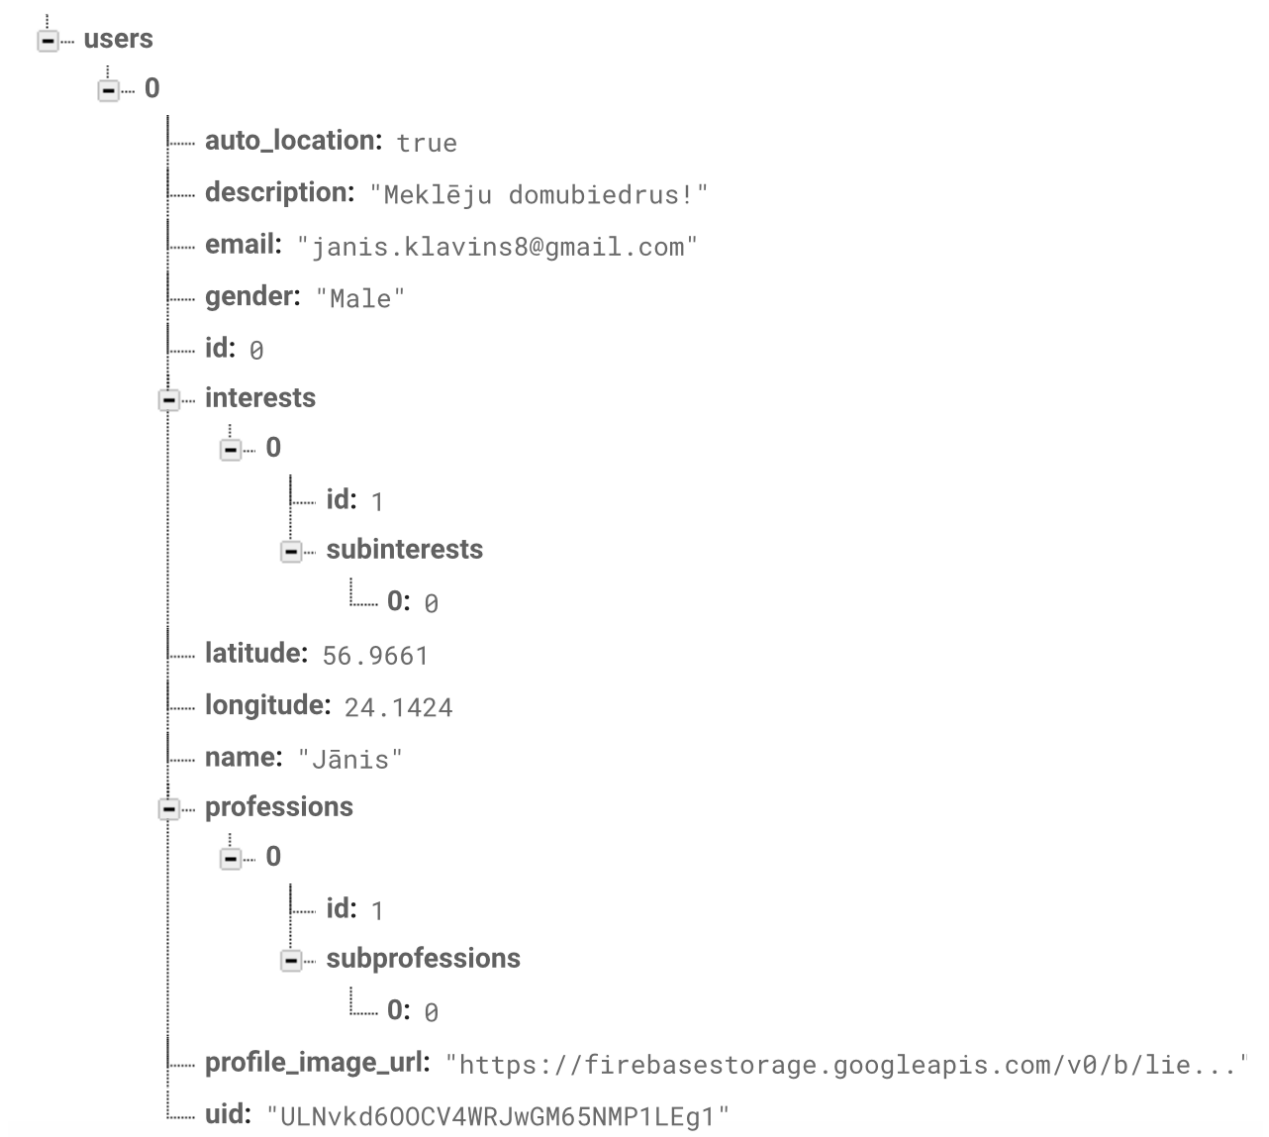 users
0
auto_location: true
description: "Meklēju domubiedrus!"
email: "janis.klavins8@gmail.com"
gender: "Male"
id: 0
interests
0
id: 1
subinterests
0: 0
latitude: 56.9661
longitude: 24.1424
name: "Jānis"
professions
0
id: 1
subprofessions
0: 0
profile_image_url: "https://firebasestorage.googleapis.com/v0/b/lie..."
uid: "ULNvkd6OOCV4WRJwGM65NMP1LEg1"